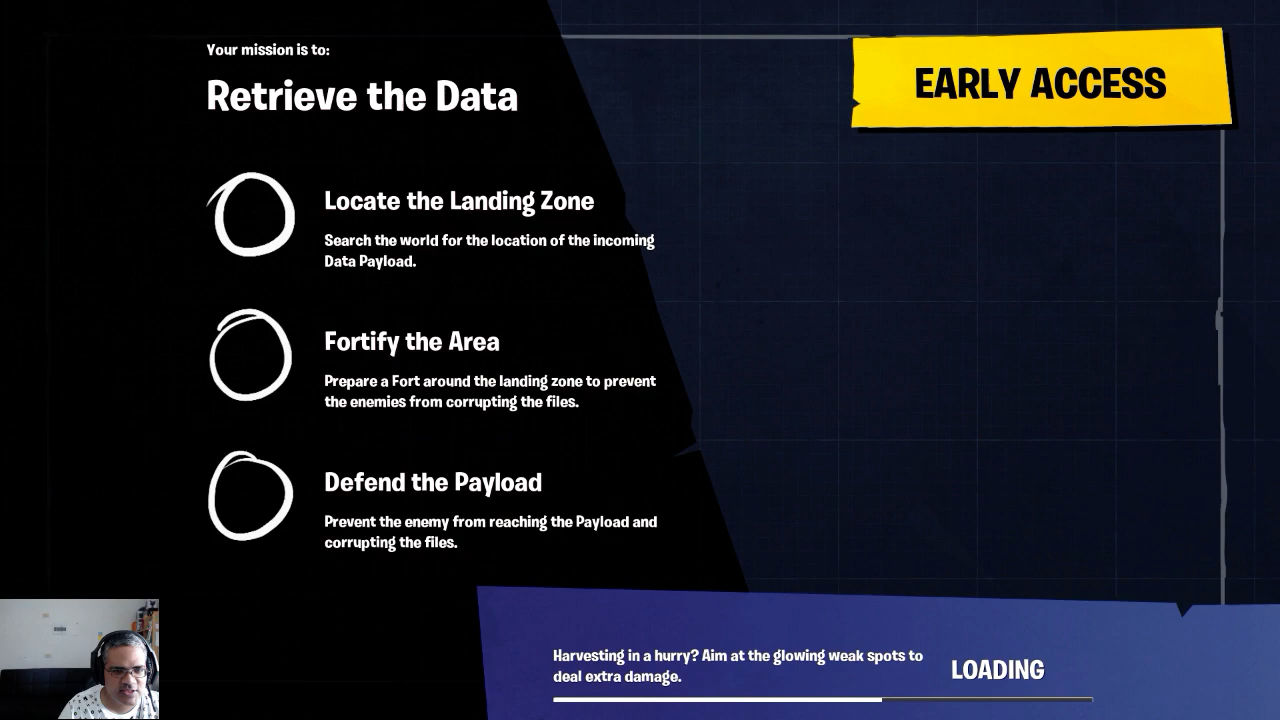 Your mission is to:
Retrieve the Data
EARLY ACCESS
Locate the Landing Zone
Search the world for the location of the incoming
Data Payload.
Fortify the Area
Prepare a Fort around the landing zone to prevent
the enemies from corrupting the files.
Defend the Payload
Prevent the enemy from reaching the Payload and
corrupting the files.
Harvesting in a hurry? Aim at the glowing weak spots to
deal extra damage.
LOADING